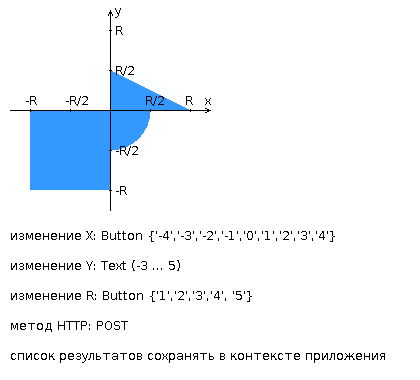 y
R
R/2
-R -R/2 R/2 R x
-R/2
-R
изменение X: Button {'-4','-3','-2','-1','0','1','2','3','4'}
изменение Y: Text (-3 ... 5)
изменение R: Button {'1','2','3','4', '5'}
метод HTTP: POST
список результатов сохранять в контексте приложения